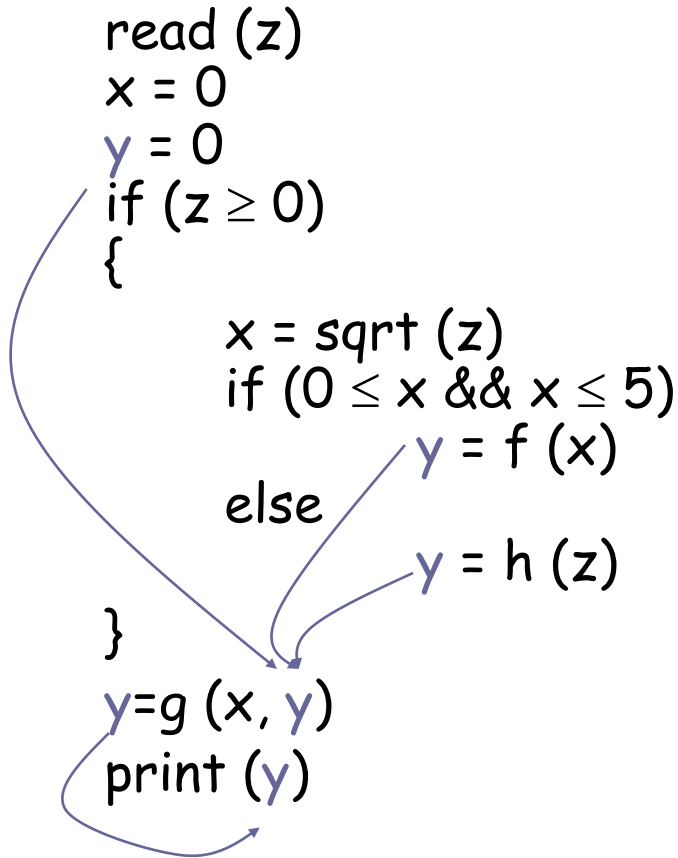 read (z)
x = 0
y = 0
if (z ≥ 0)
{
x = sqrt (z)
if (0 ≤ x && x ≤ 5)
y = f (x)
else
y = h (z)
}
y=g (x, y)
print (y)